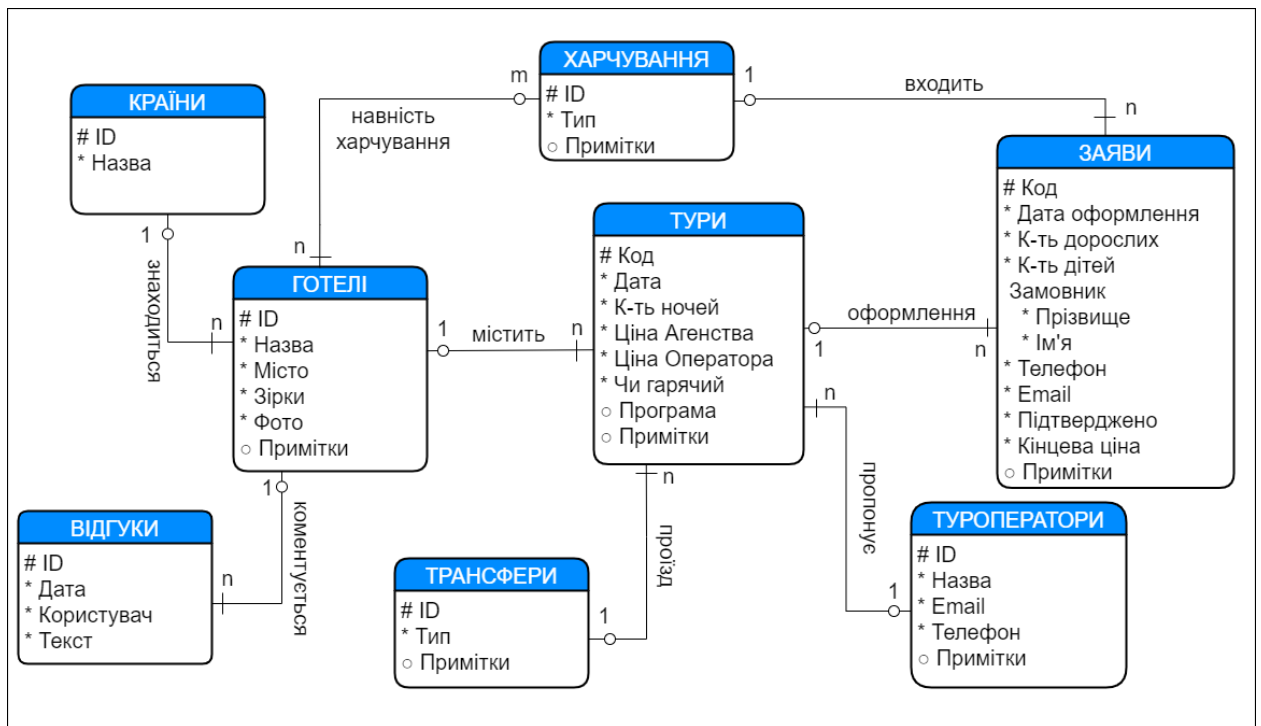 КРАЇНИ
# ID
* Назва
ХАРЧУВАННЯ
# ID
* Тип
○ Примітки
ЗАЯВИ
# Код
* Дата оформлення
* К-ть дорослих
* К-ть дітей
Замовник
* Прізвище
* Ім'я
* Телефон
* Email
* Підтверджено
* Кінцева ціна
○ Примітки
ТУРИ
# Код
* Дата
* К-ть ночей
* Ціна Агенства
* Ціна Оператора
* Чи гарячий
○ Програма
○ Примітки
ГОТЕЛІ
# ID
* Назва
* Місто
* Зірки
* Фото
○ Примітки
ВІДГУКИ
# ID
* Дата
* Користувач
* Текст
ТРАНСФЕРИ
# ID
* Тип
○ Примітки
ТУРОПЕРАТОРИ
# ID
* Назва
* Email
* Телефон
○ Примітки
m
навність
харчування
n
1
входить
n
1
знаходиться
n
1
містить
n
1
оформлення
n
1
коментується
n
n
проїзд
1
n
пропонує
1